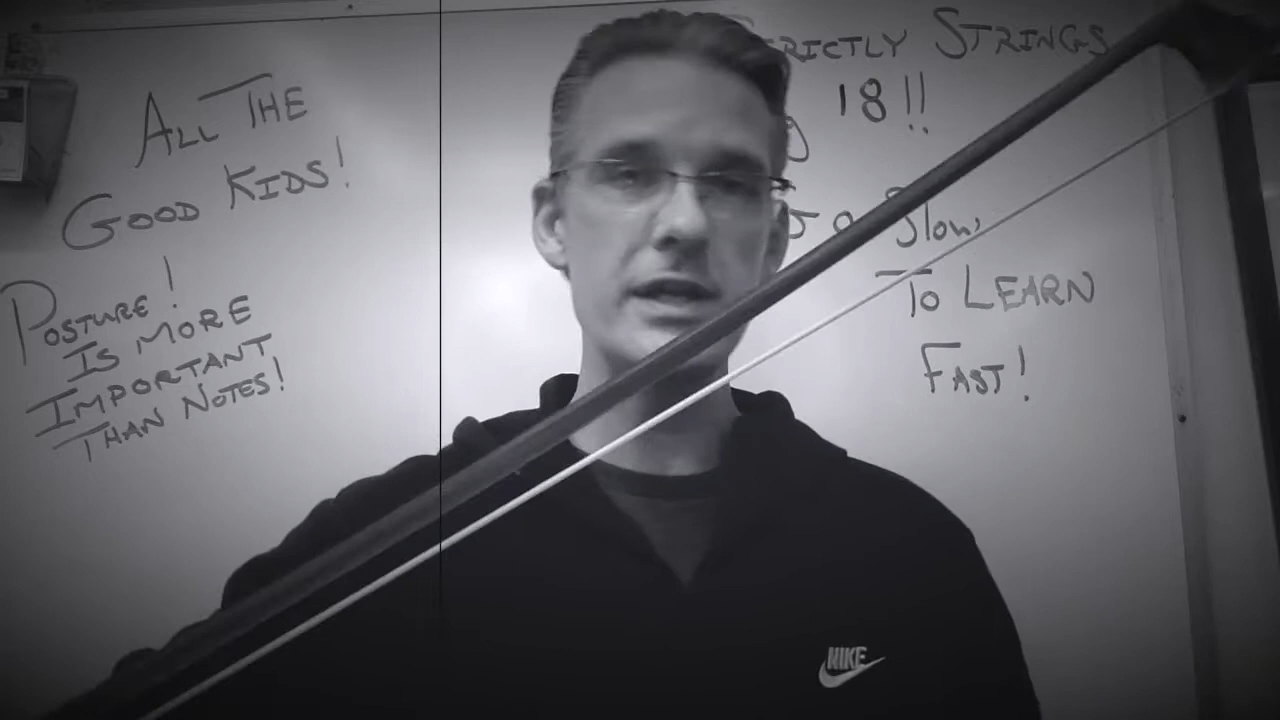 ALL THE
GOOD KIDS!
POSTURE!
IS MORE
IMPORTANT
THAN NOTES!
STRICTLY STRINGS
18!!
Slow,
TO LEARN
FAST!
NIKE